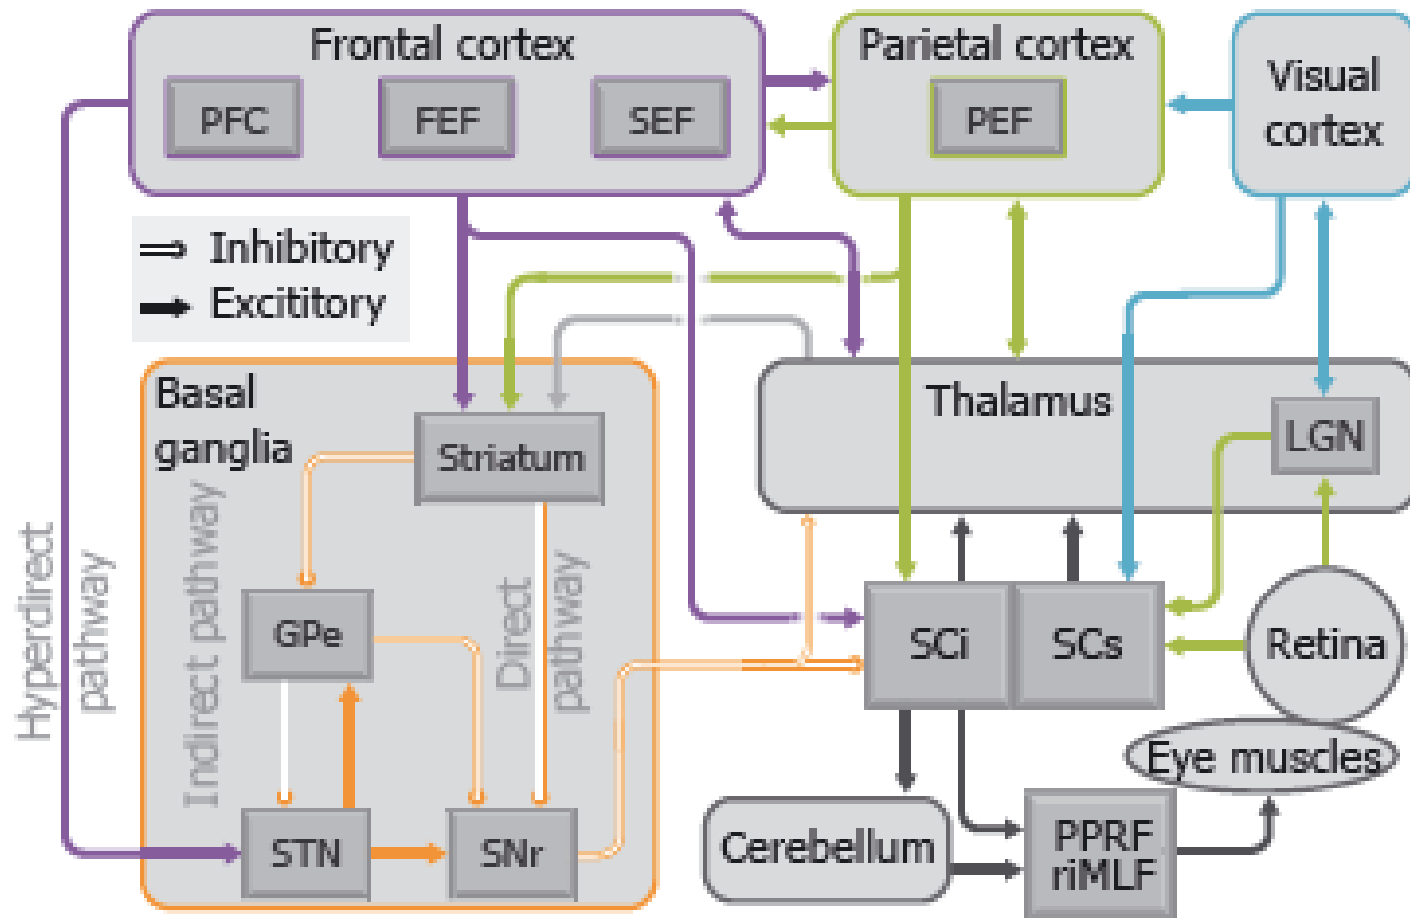 Frontal cortex
PFC
FEF
SEF
Parietal cortex
PEF
Visual
cortex
Inhibitory
Excititory
Basal
ganglia
Striatum
Thalamus
LGN
Hyperdirect
pathway
Indirect pathway
Direct
pathway
GPe
STN
SNr
SCi
SCs
Retina
Eye muscles
Cerebellum
PPRF
riMLF